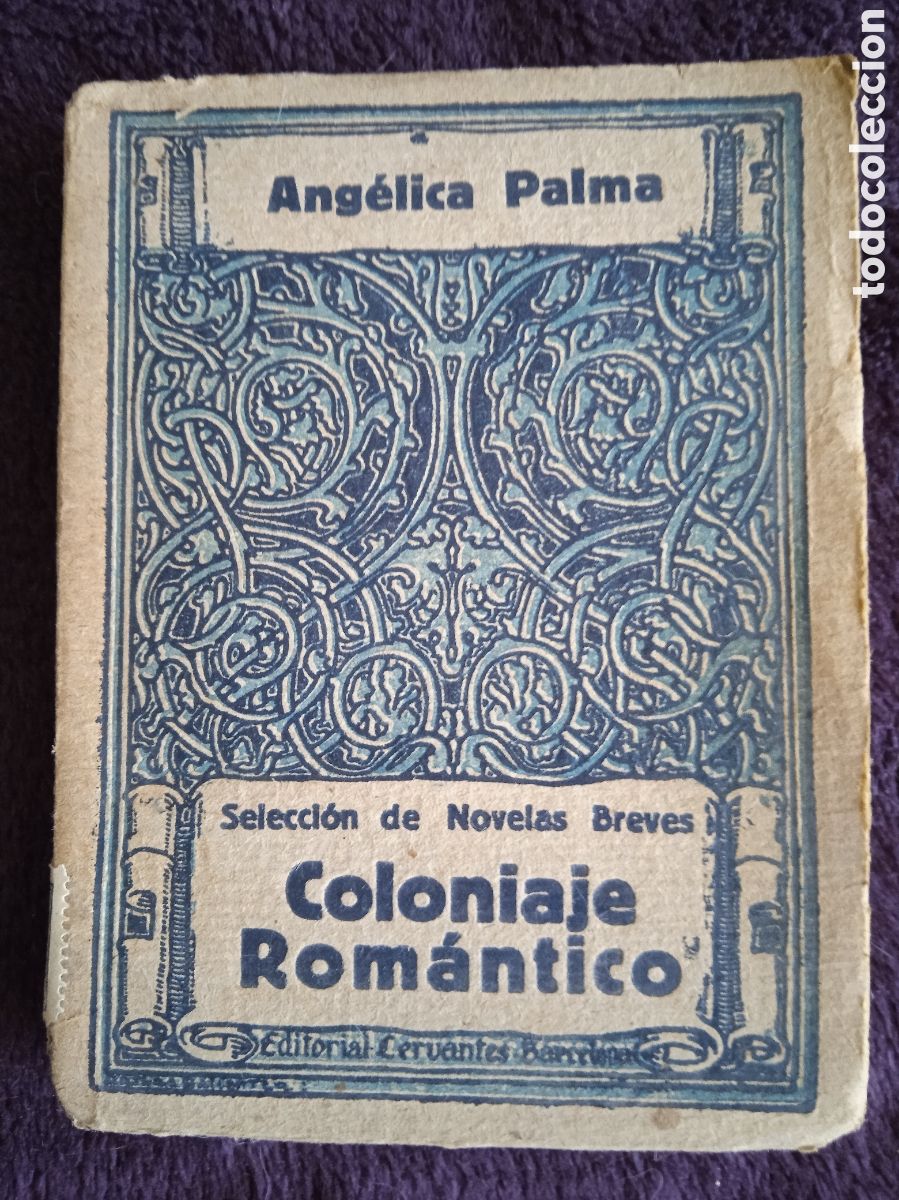 Angélica Palma
Selección de Novelas Breves
Coloniaje
Romántico
Editorial-Cervantes-Barcelona
todocoleccion